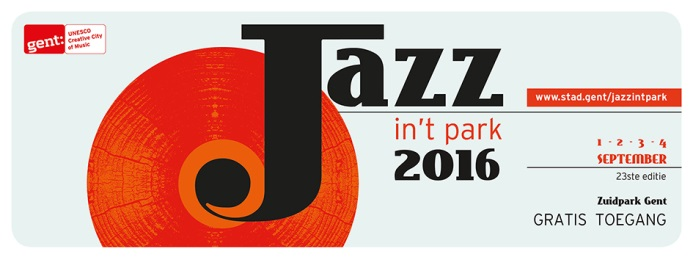 gent:
UNESCO
Creative City
of Music
Jazz
in't park
2016
www.stad.gent/jazzintpark
1 - 2 - 3 - 4
SEPTEMBER
23ste editie
Zuidpark Gent
GRATIS TOEGANG